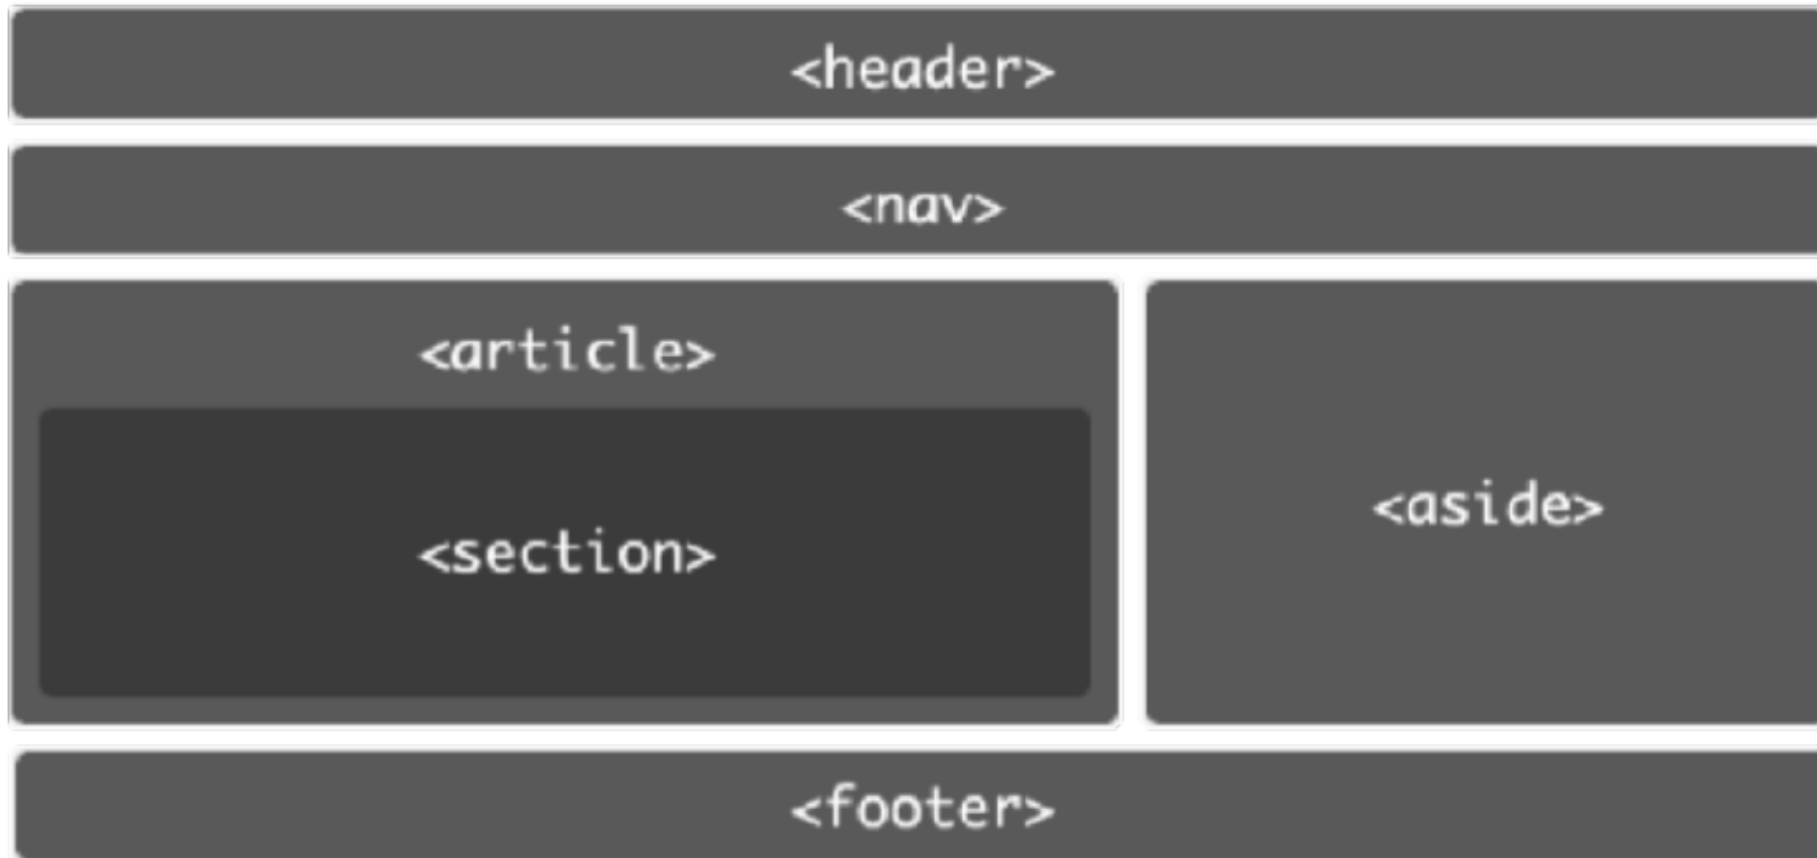 <header>
<nav>
<article>
<section>
<aside>
<footer>